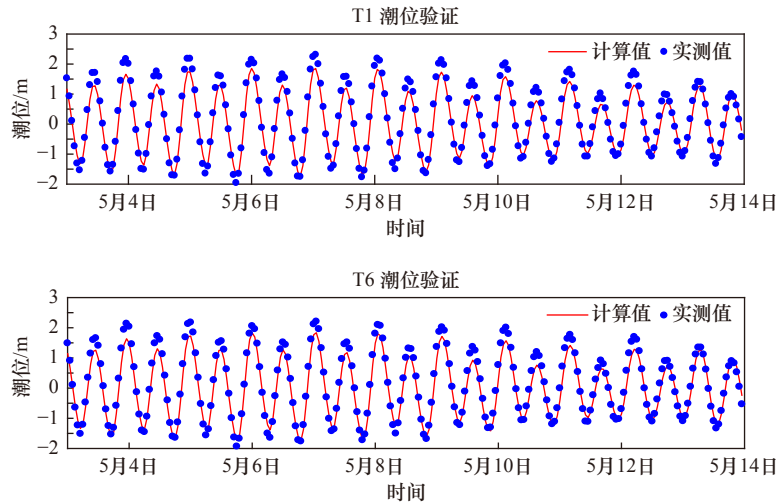 T1 潮位验证
3
2
1
0
−1
−2
潮位/m
计算值 实测值
5月4日 5月6日 5月8日 5月10日 5月12日 5月14日
时间
T6 潮位验证
3
2
1
0
−1
−2
潮位/m
计算值 实测值
5月4日 5月6日 5月8日 5月10日 5月12日 5月14日
时间